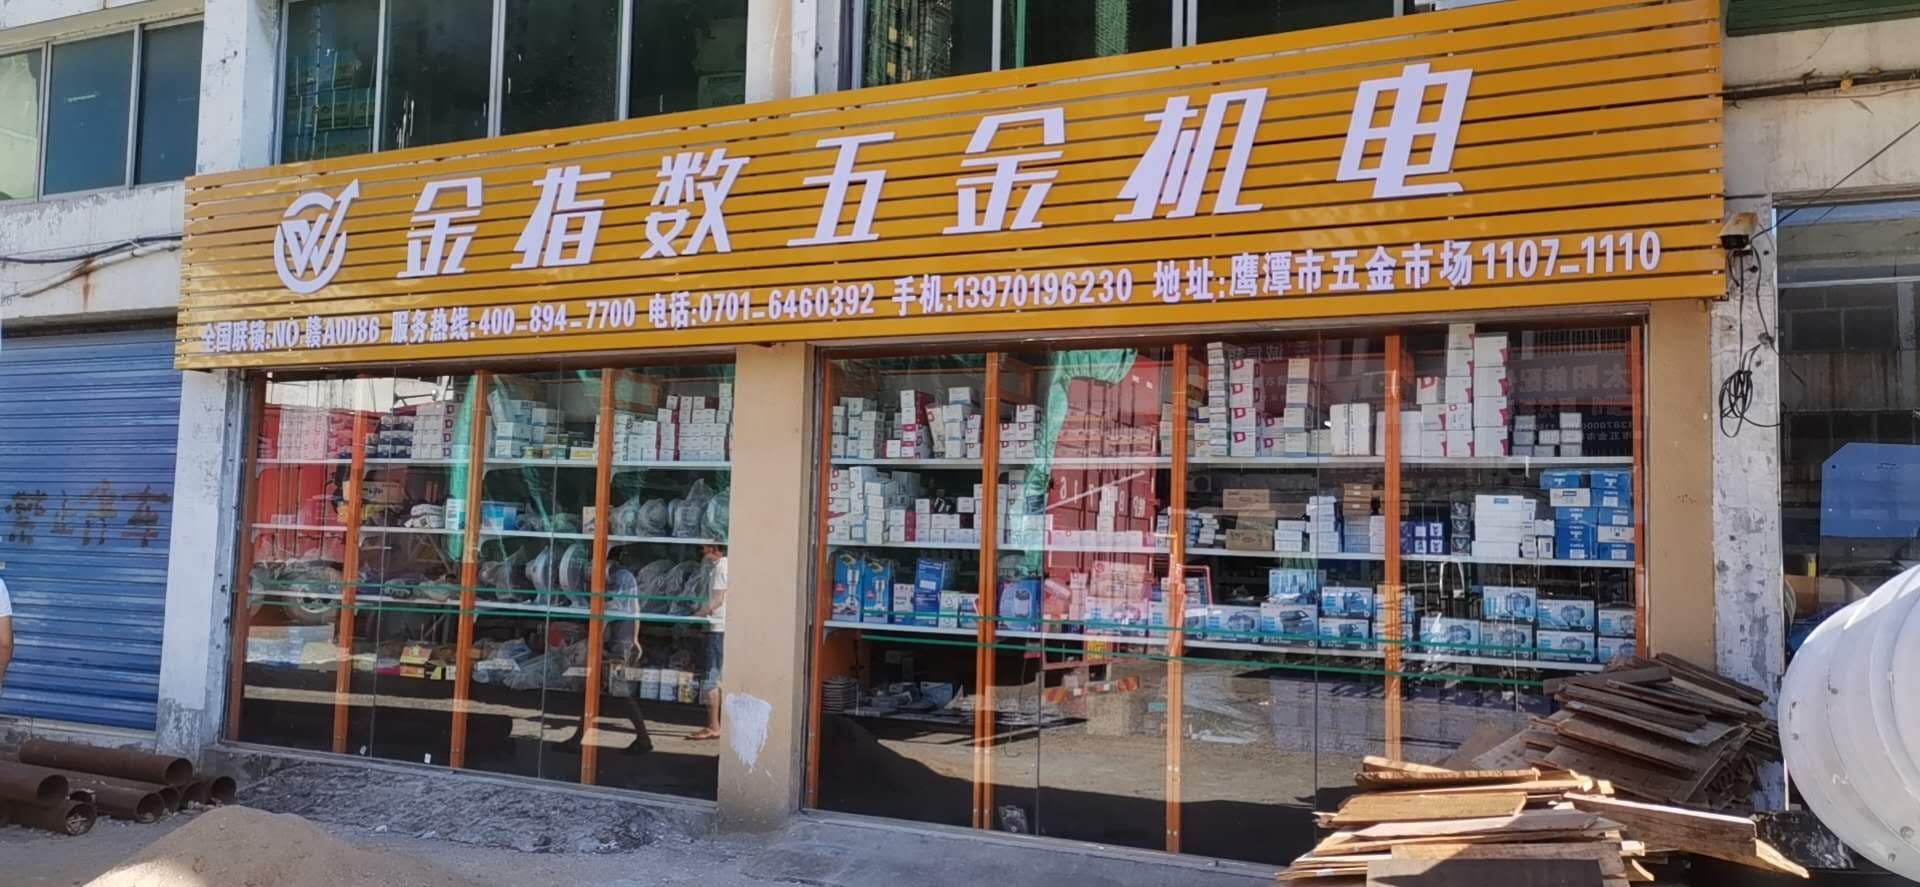 金指数五金机电
全国联锁:NO 赣A0086 服务热线:400-894-7700 电话:0701-6460392 手机:13970196230 地址:鹰潭市五金市场1107-1110
禁止停车